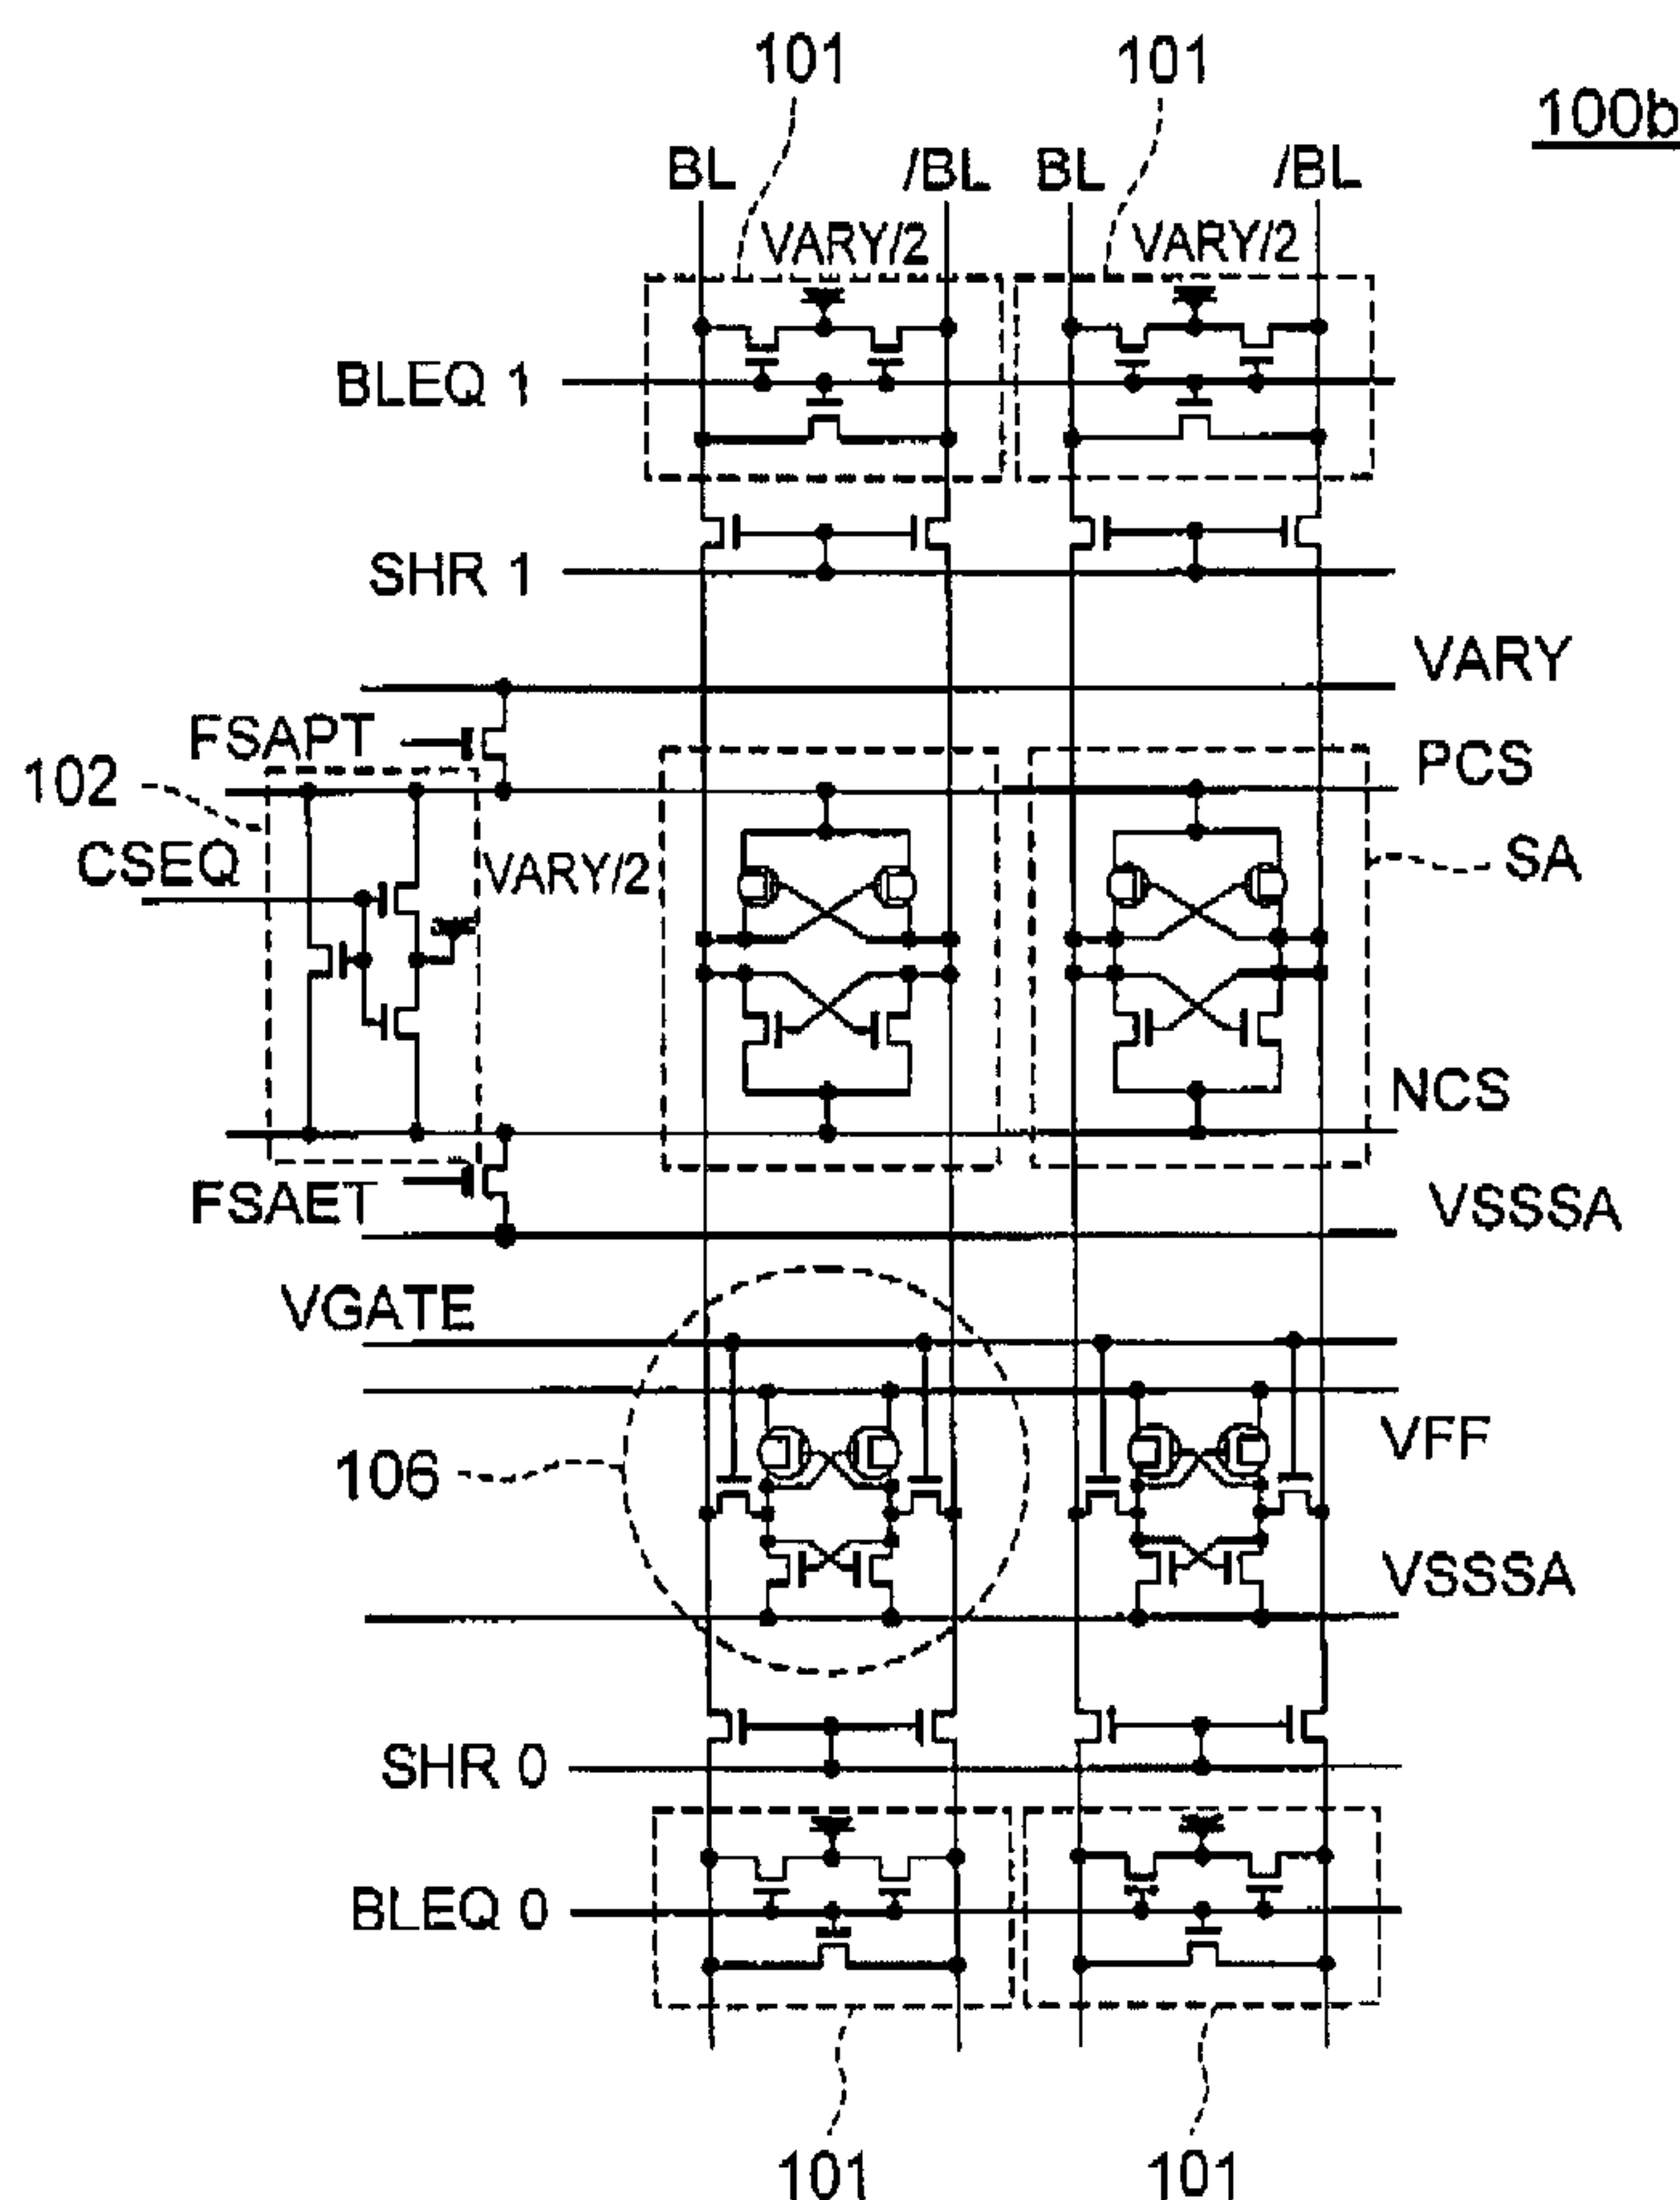 101 101
100b
BL /BL BL /BL
VARY/2 VARY/2
BLEQ 1
SHR 1
VARY
FSAPT
PCS
102
CSEQ
VARY/2
SA
NCS
FSAET
VSSSA
VGATE
VFF
106
VSSSA
SHR 0
BLEQ 0
101 101